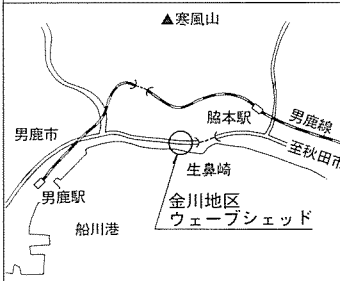 ▲寒風山
脇本駅
男鹿線
男鹿市
至秋田市
生鼻崎
男鹿駅
金川地区
ウェーブシェッド
船川港